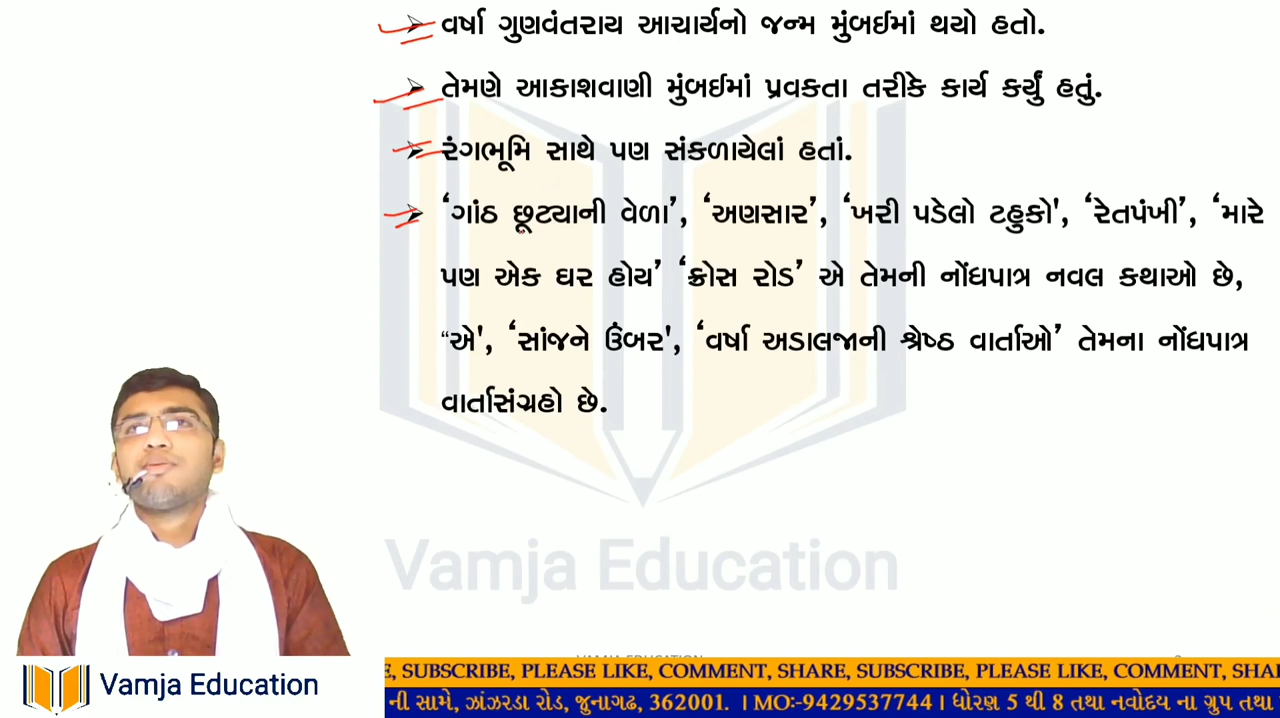 વર્ષા ગુણવંતરાય આચાર્યનો જન્મ મુંબઈમાં થયો હતો.
તેમણે આકાશવાણી મુંબઈમાં પ્રવકતા તરીકે કાર્ય કર્યું હતું.
રંગભૂમિ સાથે પણ સંકળાયેલાં હતાં.
‘ગાંઠ છૂટ્યાની વેળા’, ‘અણસાર’, ‘ખરી પડેલો ટહુકો', ‘રેતપંખી’, ‘મારે
પણ એક ઘર હોય’ ‘ક્રોસ રોડ’ એ તેમની નોંધપાત્ર નવલ કથાઓ છે,
“એ', ‘સાંજને ઉંબર', ‘વર્ષા અડાલજાની શ્રેષ્ઠ વાર્તાઓ’ તેમના નોંધપાત્ર
વાર્તાસંગ્રહો છે.
Vamja Education
Vamja Education
E, SUBSCRIBE, PLEASE LIKE, COMMENT, SHARE, SUBSCRIBE, PLEASE LIKE, COMMENT, SHA
ની સામે, ઝાંઝરડા રોડ, જુનાગઢ, 362001. | MO:-9429537744 | ધોરણ 5 થી 8 તથા નવોદય ના ગ્રુપ તથા